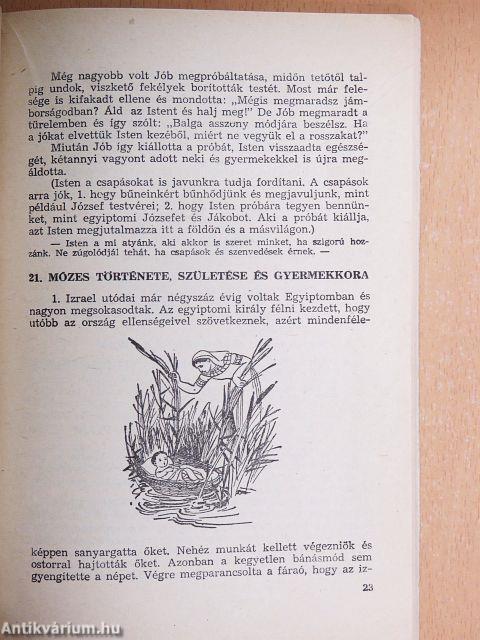 Még nagyobb volt Jób megpróbáltatása, midőn tetőtől tal-
pig undok, viszkető fekélyek borították testét. Most már fele-
sége is kifakadt ellene és mondotta: „Mégis megmaradsz jám-
borságodban? Áld az Istent és halj meg!" De Jób megmaradt a
türelemben és így szólt: „Balga asszony módjára beszélsz. Ha
a jókat elvettük Isten kezéből, miért ne vegyük el a rosszakat?"
Miután Jób így kiállotta a próbát, Isten visszaadta egészsé-
gét, kétannyi vagyont adott neki és gyermekekkel is újra meg-
áldotta.
(Isten a csapásokat is javunkra tudja fordítani. A csapások
arra jók, 1. hogy bűneinkért bűnhődjünk és megjavuljunk, mint
például József testvérei; 2. hogy Isten próbára tegyen bennün-
ket, mint egyiptomi Józsefet és Jákobot. Aki a próbát kiállja,
azt Isten megjutalmazza itt a földön és a másvilágon.)
— Isten a mi atyánk, aki akkor is szeret minket, ha szigorú hoz-
zánk. Ne zúgolódjál tehát. ha csapások és szenvedések érnek. —
21. MÓZES TÖRTÉNETE, SZÜLETÉSE ÉS GYERMEKKORA
1. Izrael utódai már négyszáz évig voltak Egyiptomban és
nagyon megsokasodtak. Az egyiptomi király félni kezdett, hogy
utóbb az ország ellenségeivel szövetkeznek, azért mindenféle-
képpen sanyargatta őket. Nehéz munkát kellett végezniök és
ostorral hajtották őket. Azonban a kegyetlen bánásmód sem
gyengítette a népet. Végre megparancsolta a fáraó, hogy az iz-
23
Antikvárium.hu